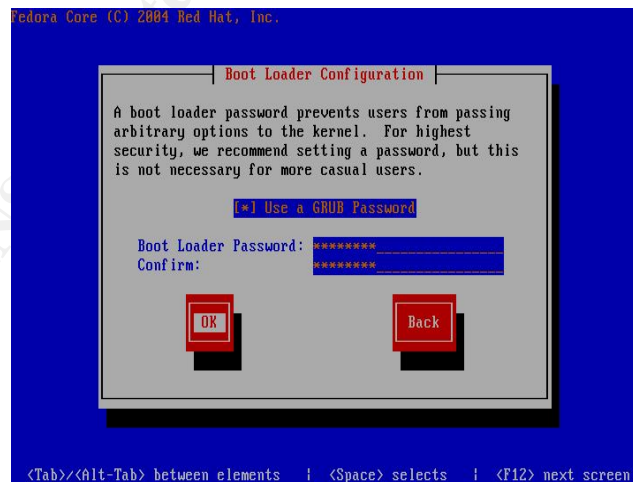 Fedora Core (C) 2004 Red Hat, Inc.
Boot Loader Configuration
A boot loader password prevents users from passing
arbitrary options to the kernel.  For highest
security, we recommend setting a password, but this
is not necessary for more casual users.
[*] Use a GRUB Password
Boot Loader Password: ********________________
Confirm: ********________________
OK Back
<Tab>/<Alt-Tab> between elements | <Space> selects | <F12> next screen